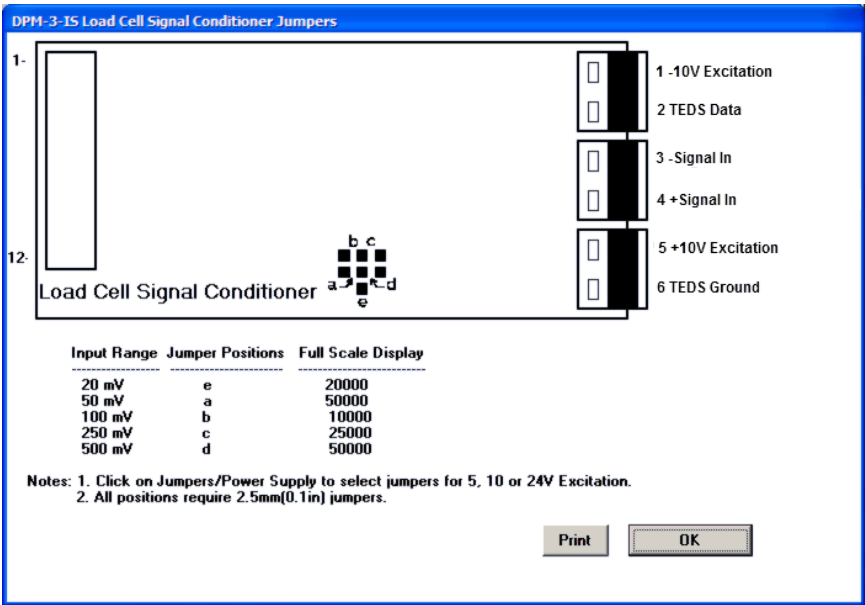 DPM-3-IS Load Cell Signal Conditioner Jumpers
1-
1 -10V Excitation
2 TEDS Data
3 -Signal In
4 +Signal In
b c
5 +10V Excitation
12-
a d
6 TEDS Ground
Load Cell Signal Conditioner
e
Input Range Jumper Positions Full Scale Display
20 mV e 20000
50 mV a 50000
100 mV b 10000
250 mV c 25000
500 mV d 50000
Notes: 1. Click on Jumpers/Power Supply to select jumpers for 5, 10 or 24V Excitation.
2. All positions require 2.5mm(0.1in) jumpers.
Print OK